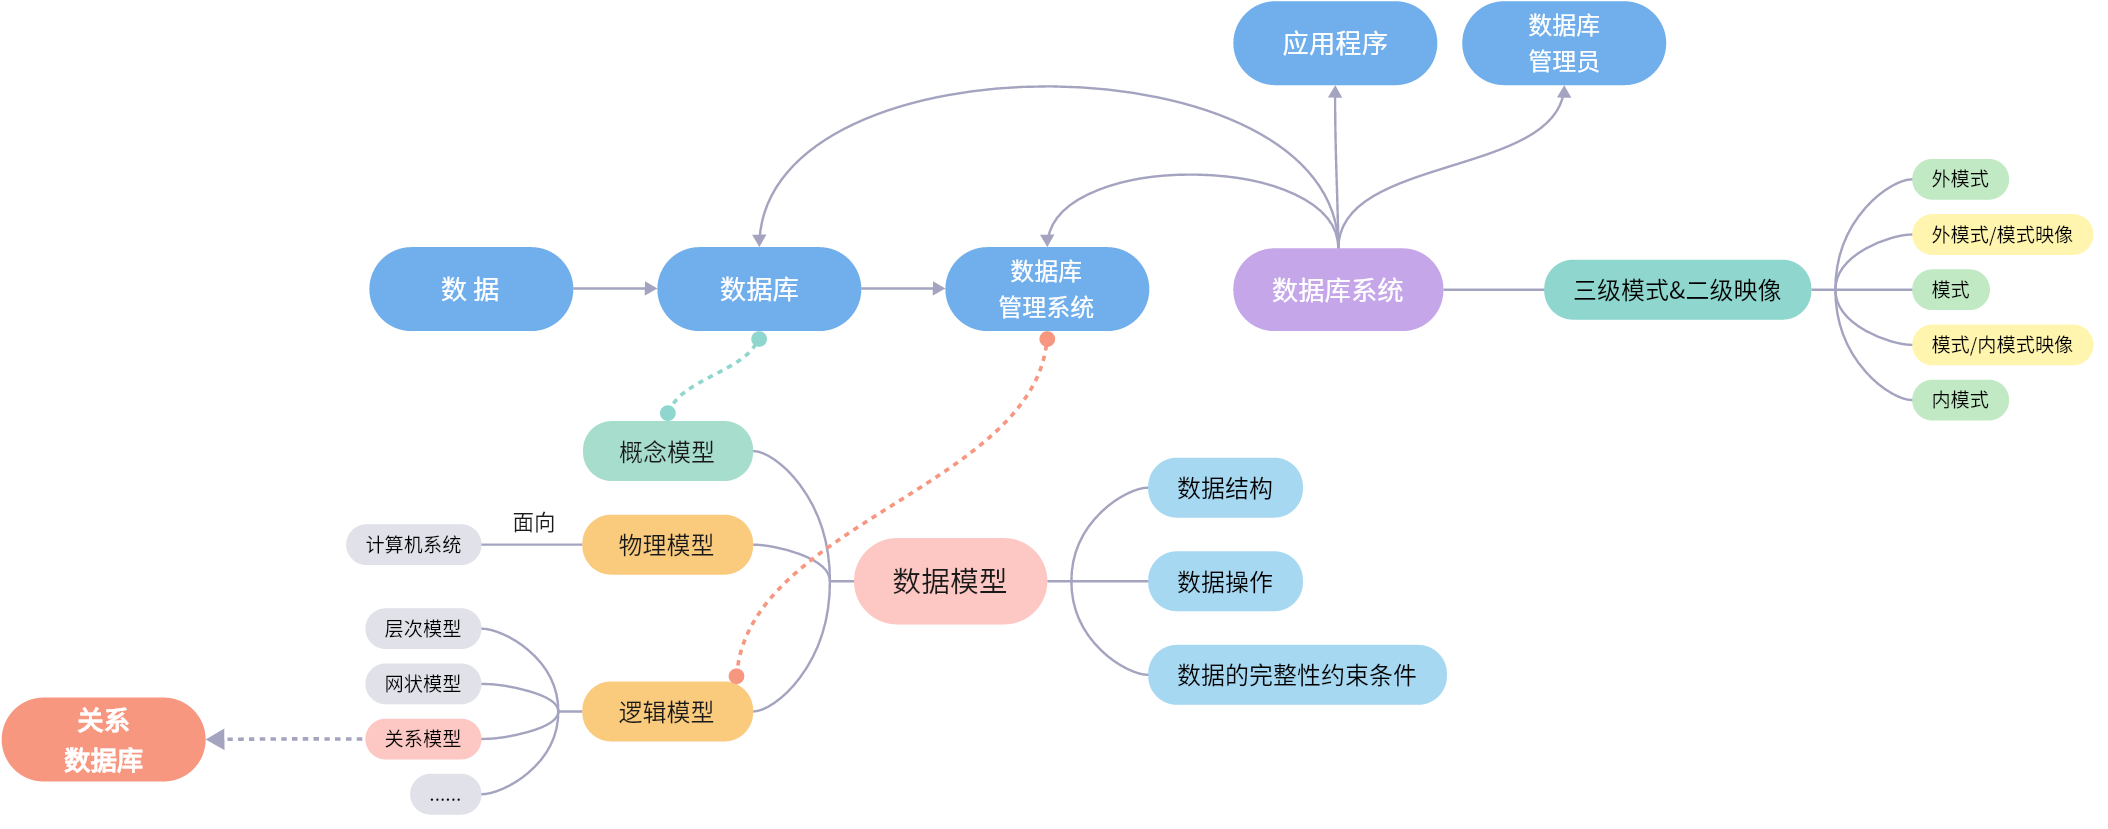 应用程序
数据库
管理员
数 据
数据库
数据库
管理系统
数据库系统
三级模式&二级映像
外模式
外模式/模式映像
模式
模式/内模式映像
内模式
概念模型
面向
计算机系统
物理模型
层次模型
网状模型
关系模型
......
逻辑模型
关系
数据库
数据模型
数据结构
数据操作
数据的完整性约束条件